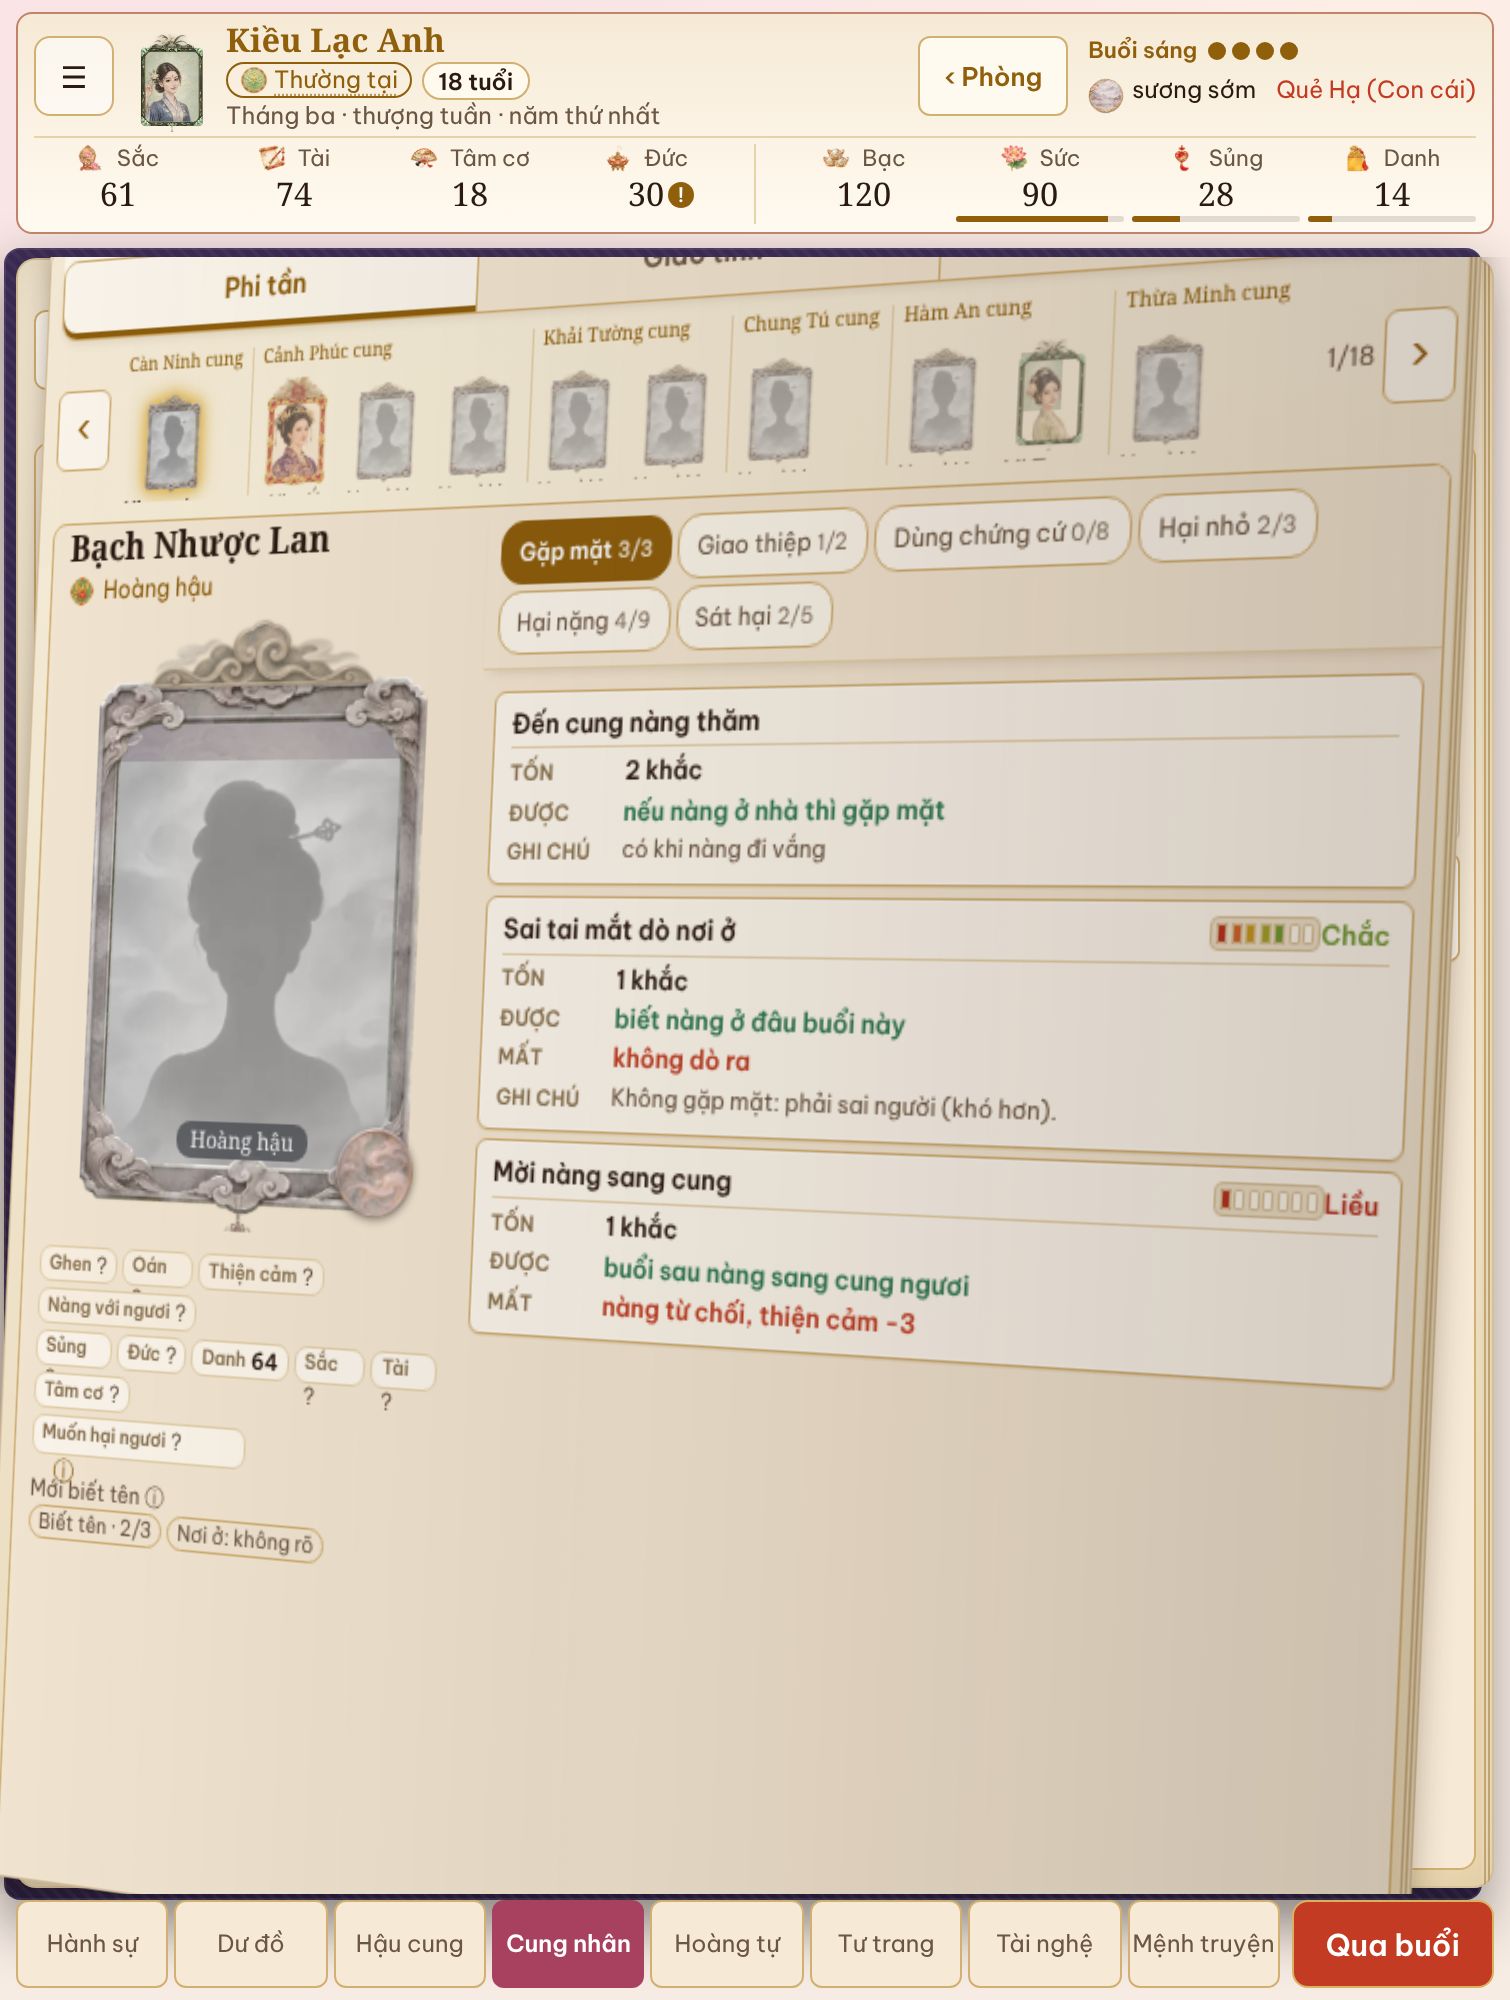 ☰
Kiều Lạc Anh
Thường tại
18 tuổi
Tháng ba · thượng tuần · năm thứ nhất
‹ Phòng
Buổi sáng
sương sớm
Quẻ Hạ (Con cái)
Sắc
61
Tài
74
Tâm cơ
18
Đức
30 !
Bạc
120
Sức
90
Sủng
28
Danh
14
Phi tần
Càn Ninh cung
Cảnh Phúc cung
Khải Tường cung
Chung Tú cung
Hàm An cung
Thừa Minh cung
‹
1/18
›
Bạch Nhược Lan
Hoàng hậu
Hoàng hậu
Ghen ?
Oán
Thiện cảm ?
Nàng với ngươi ?
Sủng
Đức ?
Danh 64
Sắc ?
Tài ?
Tâm cơ ?
Muốn hại ngươi ?
ⓘ
Mới biết tên ⓘ
Biết tên · 2/3
Nơi ở: không rõ
Gặp mặt 3/3
Giao thiệp 1/2
Dùng chứng cứ 0/8
Hại nhỏ 2/3
Hại nặng 4/9
Sát hại 2/5
Đến cung nàng thăm
TỐN 2 khắc
ĐƯỢC nếu nàng ở nhà thì gặp mặt
GHI CHÚ có khi nàng đi vắng
Sai tai mắt dò nơi ở
Chắc
TỐN 1 khắc
ĐƯỢC biết nàng ở đâu buổi này
MẤT không dò ra
GHI CHÚ Không gặp mặt: phải sai người (khó hơn).
Mời nàng sang cung
Liều
TỐN 1 khắc
ĐƯỢC buổi sau nàng sang cung ngươi
MẤT nàng từ chối, thiện cảm -3
Hành sự
Dư đồ
Hậu cung
Cung nhân
Hoàng tự
Tư trang
Tài nghệ
Mệnh truyện
Qua buổi